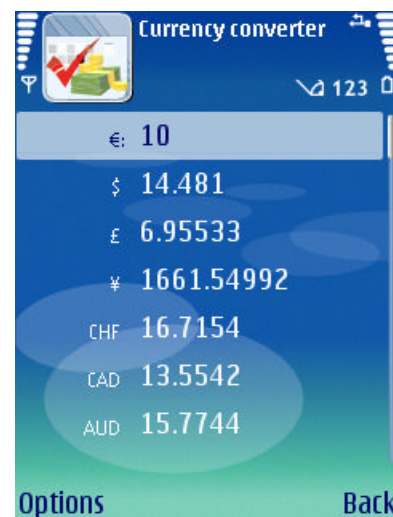 Currency converter
123
€: 10
$ 14.481
£ 6.95533
¥ 1661.54992
CHF 16.7154
CAD 13.5542
AUD 15.7744
Options Back